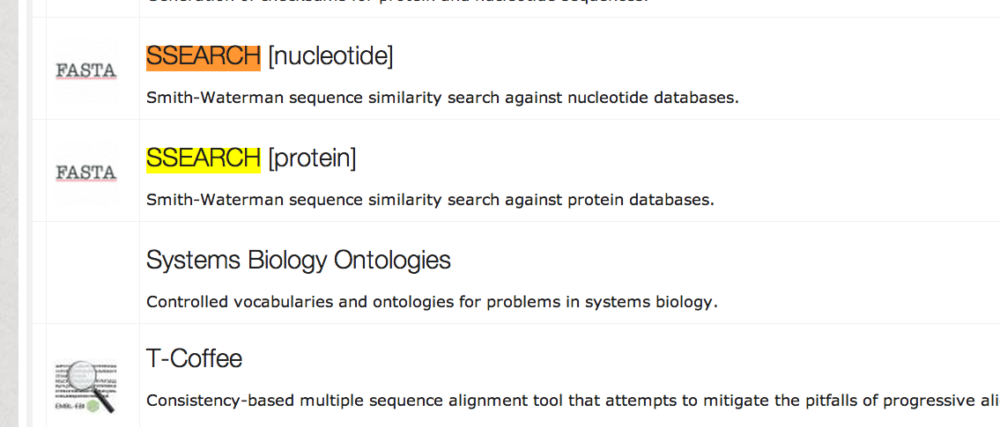 Generation of checksums for protein and nucleotide sequences.
FASTA
SSEARCH [nucleotide]
Smith-Waterman sequence similarity search against nucleotide databases.
FASTA
SSEARCH [protein]
Smith-Waterman sequence similarity search against protein databases.
Systems Biology Ontologies
Controlled vocabularies and ontologies for problems in systems biology.
T-Coffee
EMBL-EBI
Consistency-based multiple sequence alignment tool that attempts to mitigate the pitfalls of progressive ali